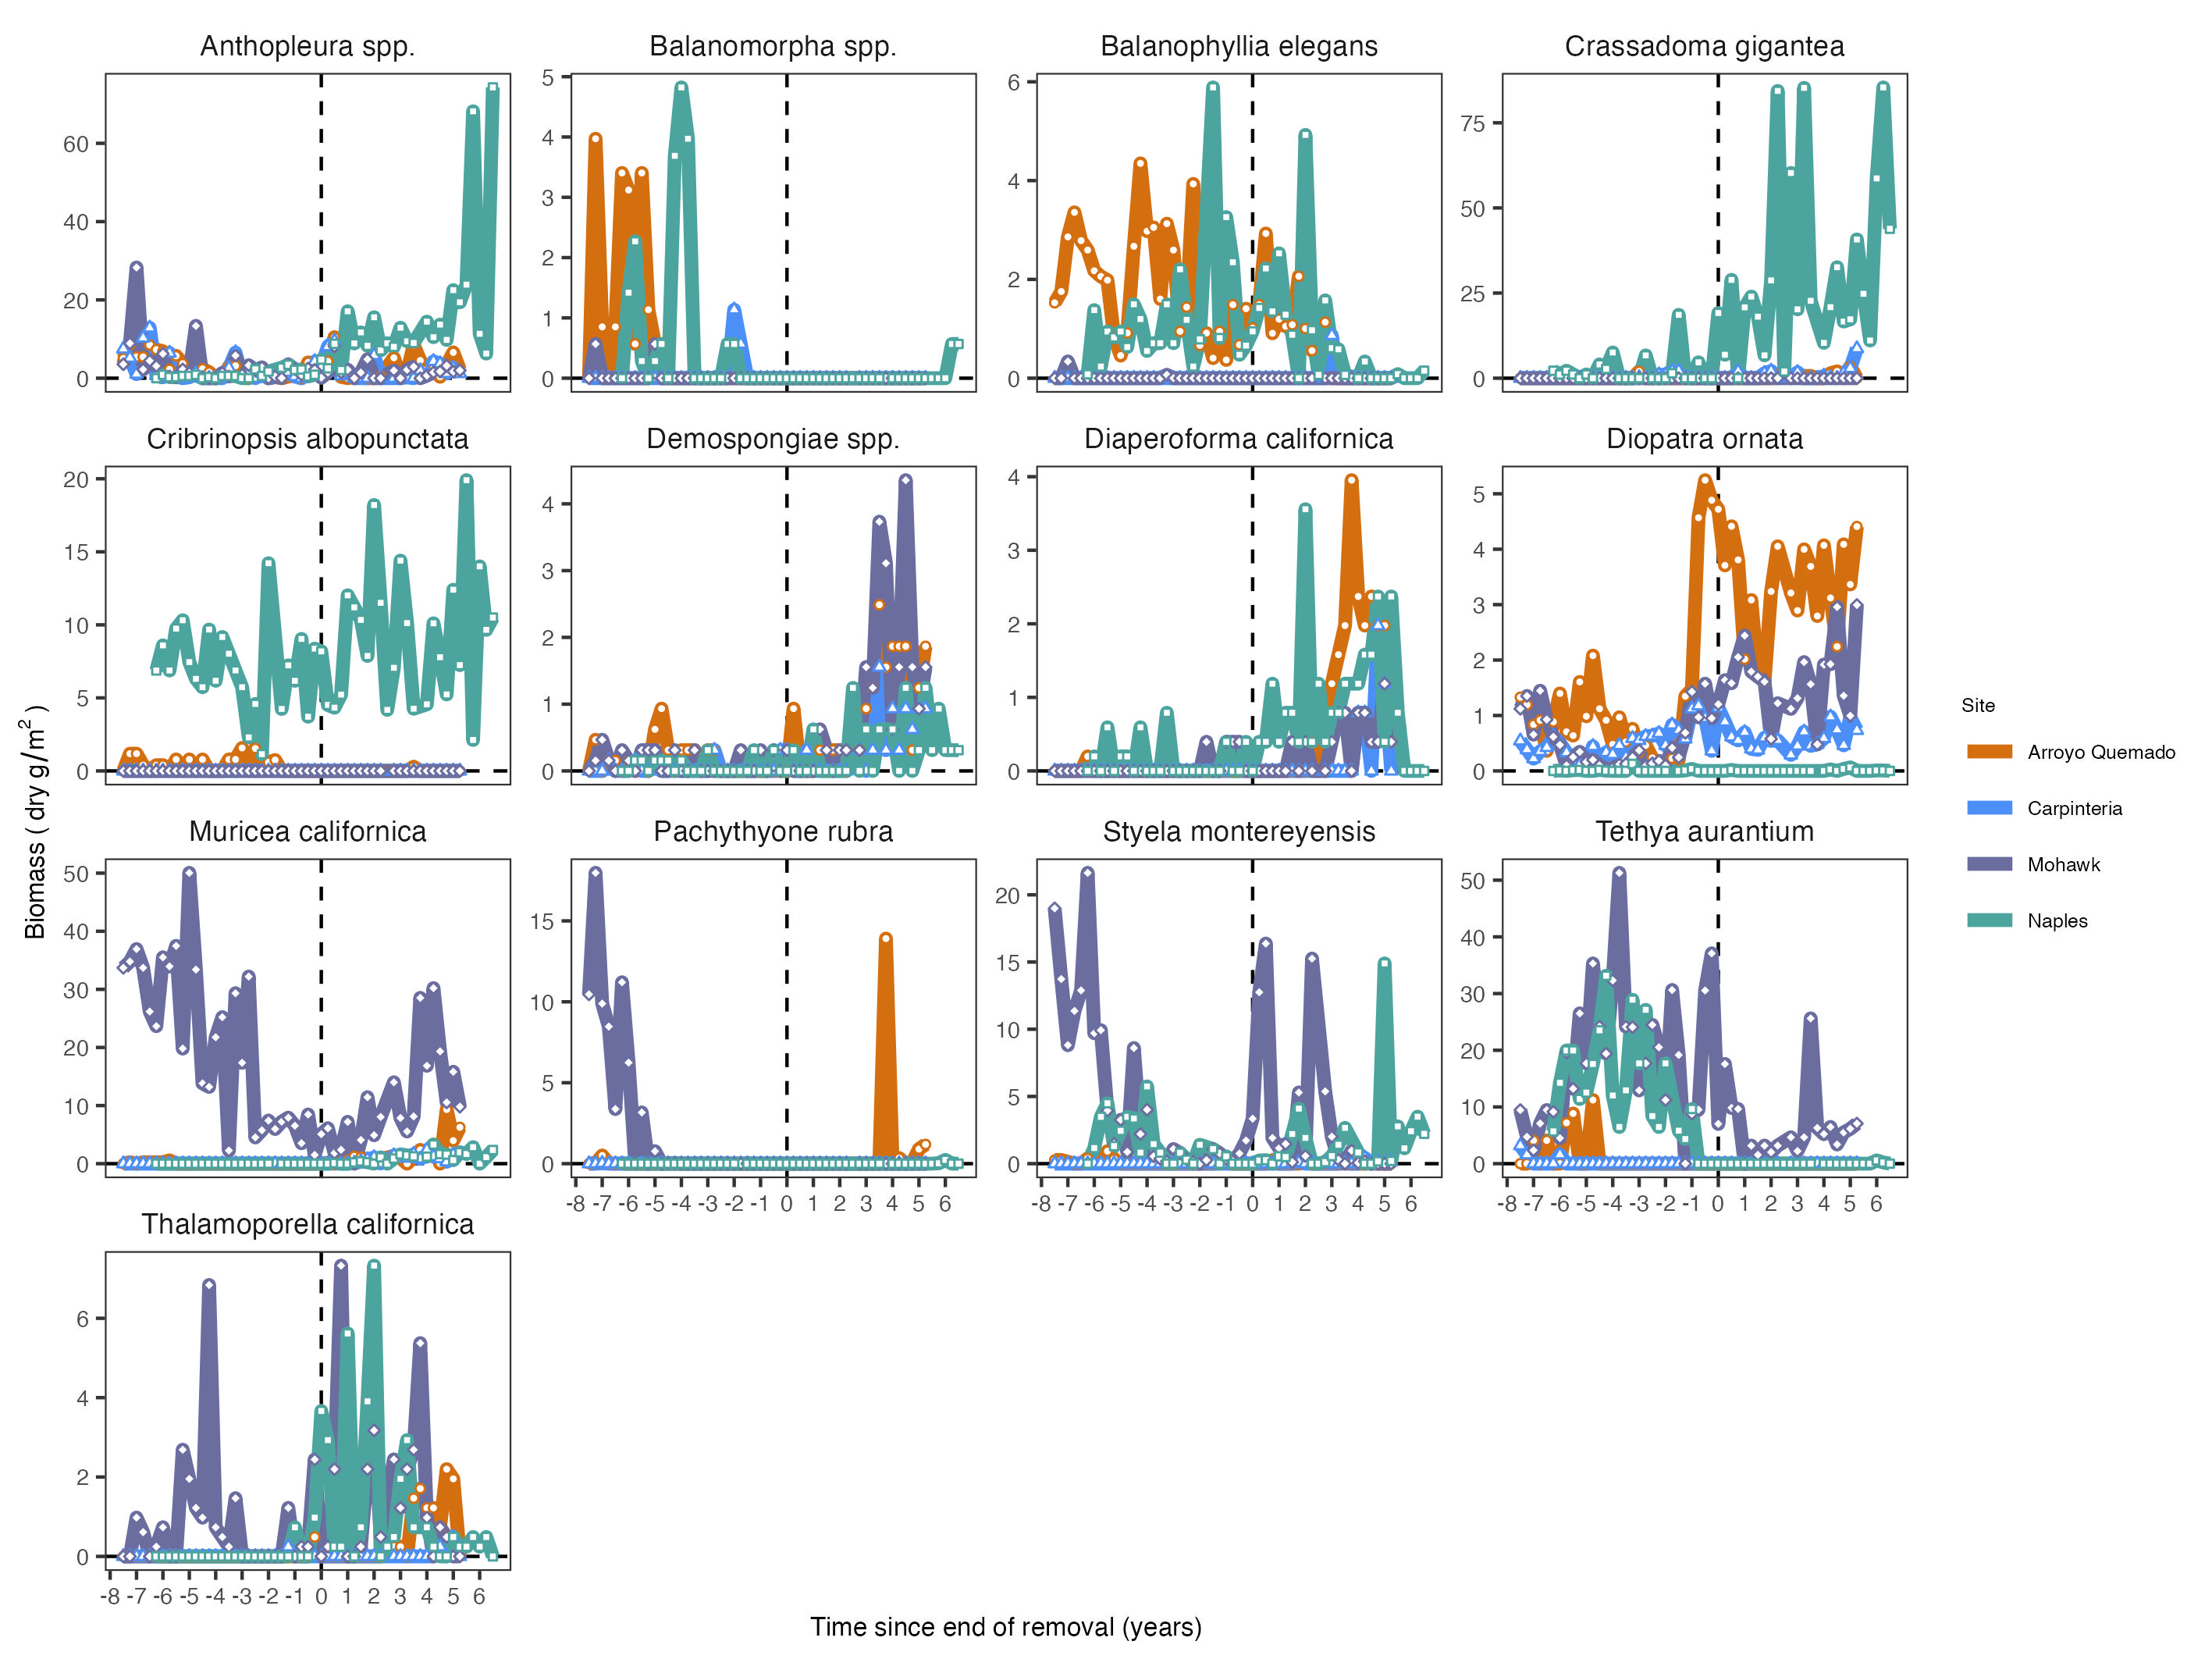 Anthopleura spp.
Balanomorpha spp.
Balanophyllia elegans
Crassadoma gigantea
60
40
20
0
5
4
3
2
1
0
6
4
2
0
75
50
25
0
Cribrinopsis albopunctata
Demospongiae spp.
Diaperoforma californica
Diopatra ornata
20
15
10
5
0
4
3
2
1
0
4
3
2
1
0
5
4
3
2
1
0
Muricea californica
Pachythyone rubra
Styela montereyensis
Tethya aurantium
50
40
30
20
10
0
15
10
5
0
20
15
10
5
0
50
40
30
20
10
0
-8 -7 -6 -5 -4 -3 -2 -1 0 1 2 3 4 5 6
-8 -7 -6 -5 -4 -3 -2 -1 0 1 2 3 4 5 6
-8 -7 -6 -5 -4 -3 -2 -1 0 1 2 3 4 5 6
Thalamoporella californica
6
4
2
0
-8 -7 -6 -5 -4 -3 -2 -1 0 1 2 3 4 5 6
Biomass ( dry g/m² )
Time since end of removal (years)
Site
Arroyo Quemado
Carpinteria
Mohawk
Naples